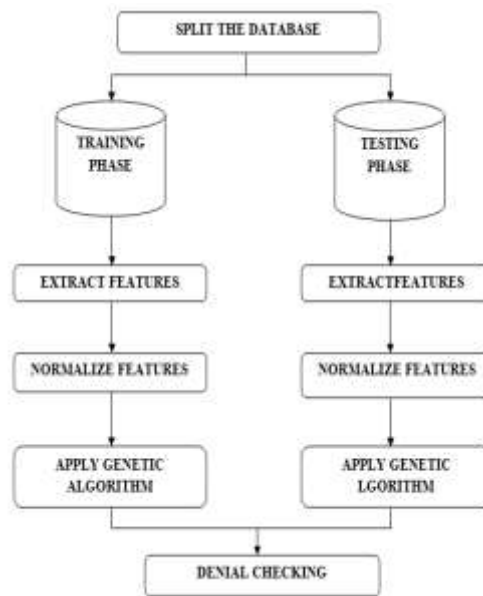 SPLIT THE DATABASE
TRAINING
PHASE
TESTING
PHASE
EXTRACT FEATURES
EXTRACTFEATURES
NORMALIZE FEATURES
NORMALIZE FEATURES
APPLY GENETIC
ALGORITHM
APPLY GENETIC
LGORITHM
DENIAL CHECKING